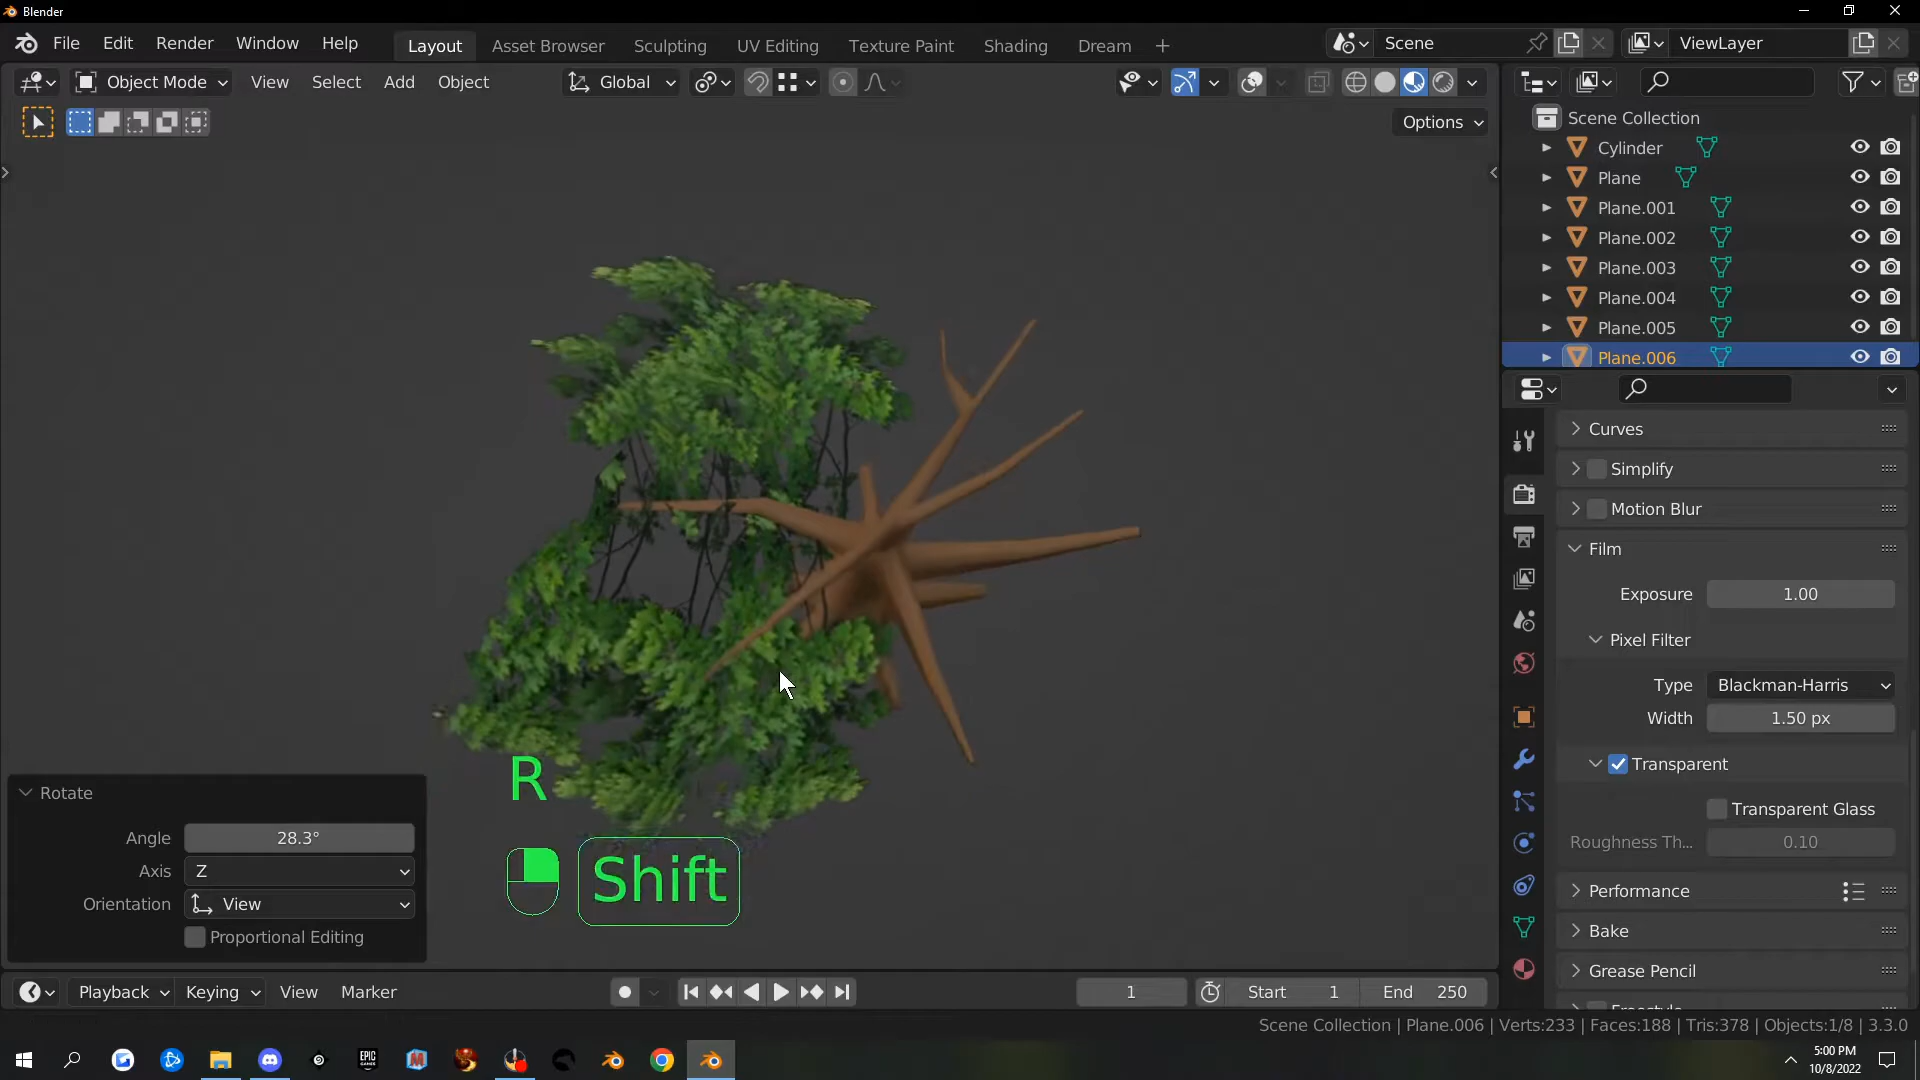 Blender
File Edit Render Window Help Layout Asset Browser Sculpting UV Editing Texture Paint Shading Dream Scene ViewLayer
Object Mode View Select Add Object Global
Options
Scene Collection
Cylinder
Plane
Plane.001
Plane.002
Plane.003
Plane.004
Plane.005
Plane.006
Curves
Simplify
Motion Blur
Film
Exposure 1.00
Pixel Filter
Type Blackman-Harris
Width 1.50 px
Transparent
Transparent Glass
Roughness Th... 0.10
Performance
Bake
Grease Pencil
Freestyle
R
Shift
Rotate
Angle 28.3°
Axis Z
Orientation View
Proportional Editing
Playback Keying View Marker 1 Start 1 End 250
Scene Collection | Plane.006 | Verts:233 | Faces:188 | Tris:378 | Objects:1/8 | 3.3.0
EPIC GAMES
5:00 PM
10/8/2022